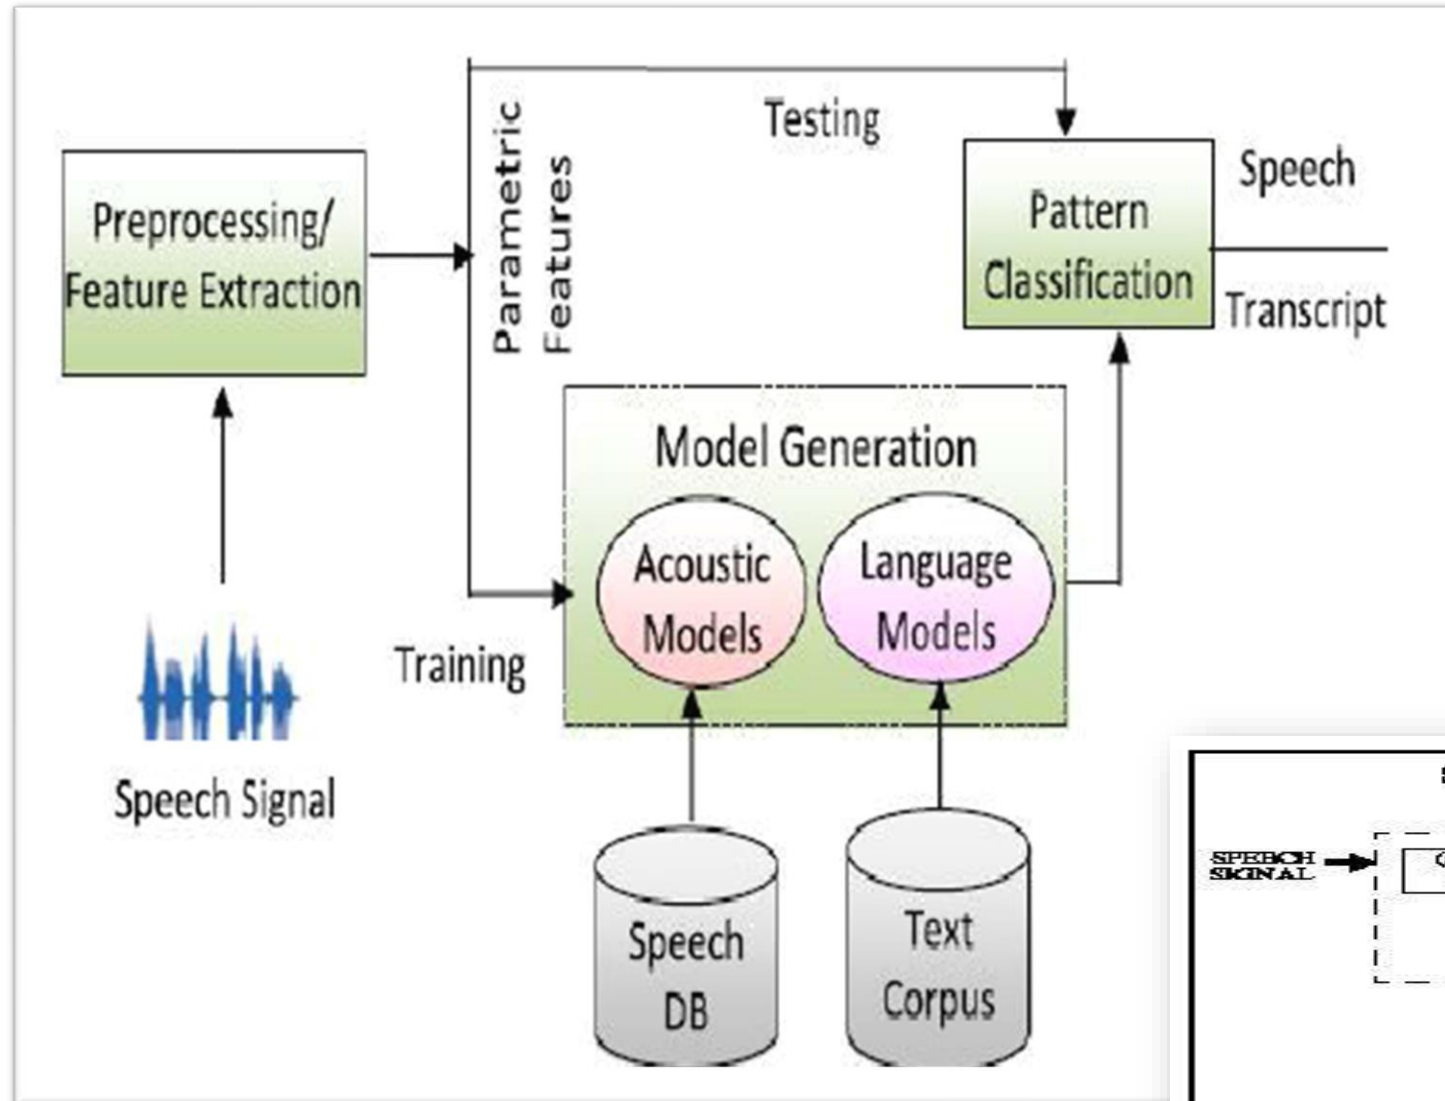 Preprocessing/
Feature Extraction
Parametric
Features
Testing
Pattern
Classification
Speech
Transcript
Model Generation
Acoustic
Models
Language
Models
Training
Speech Signal
Speech
DB
Text
Corpus
SPEECH
SIGNAL